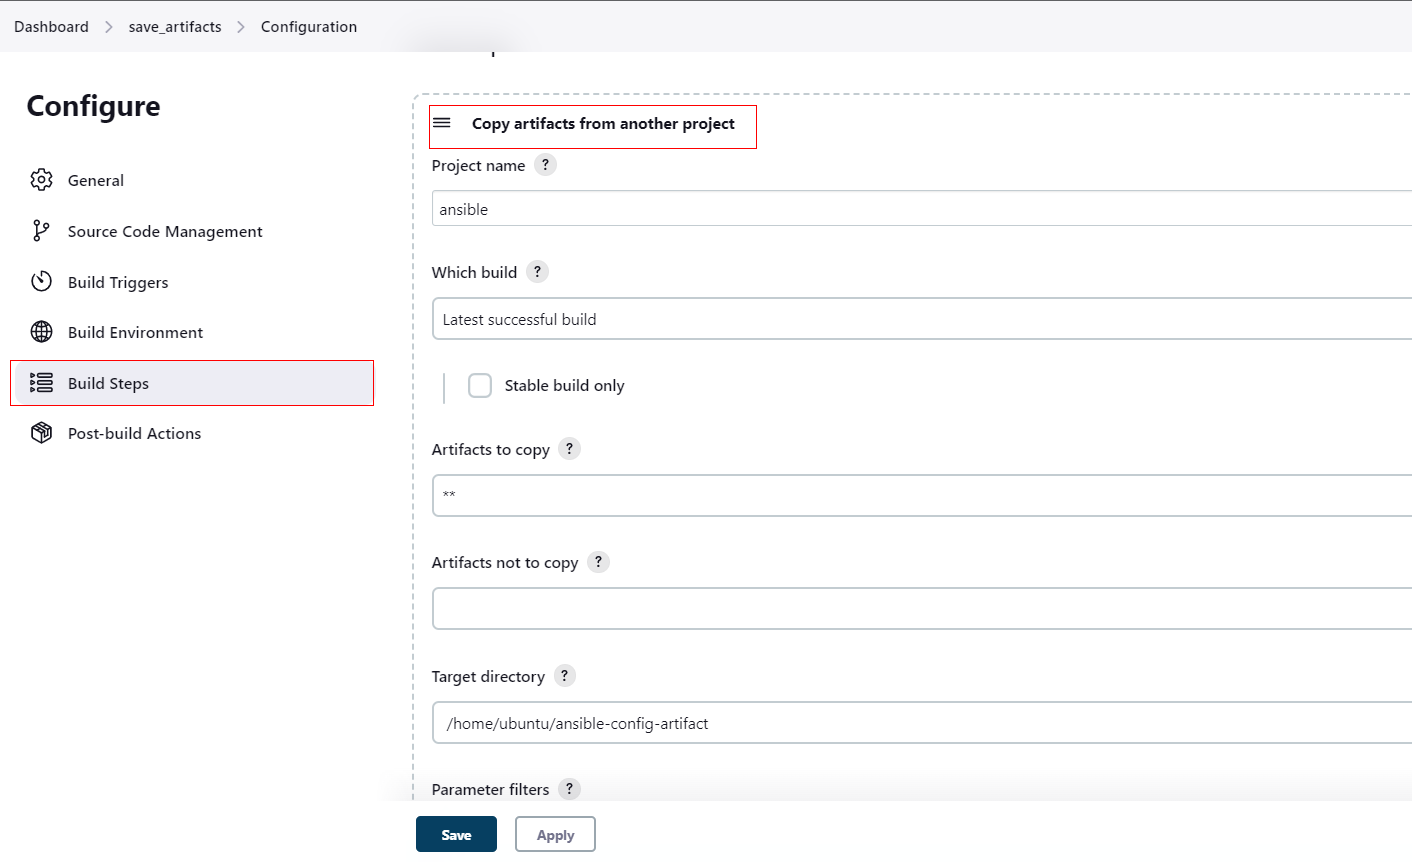 Dashboard > save_artifacts > Configuration
Configure
General
Source Code Management
Build Triggers
Build Environment
Build Steps
Post-build Actions
Copy artifacts from another project
Project name ?
ansible
Which build ?
Latest successful build
Stable build only
Artifacts to copy ?
**
Artifacts not to copy ?
Target directory ?
/home/ubuntu/ansible-config-artifact
Parameter filters ?
Save
Apply